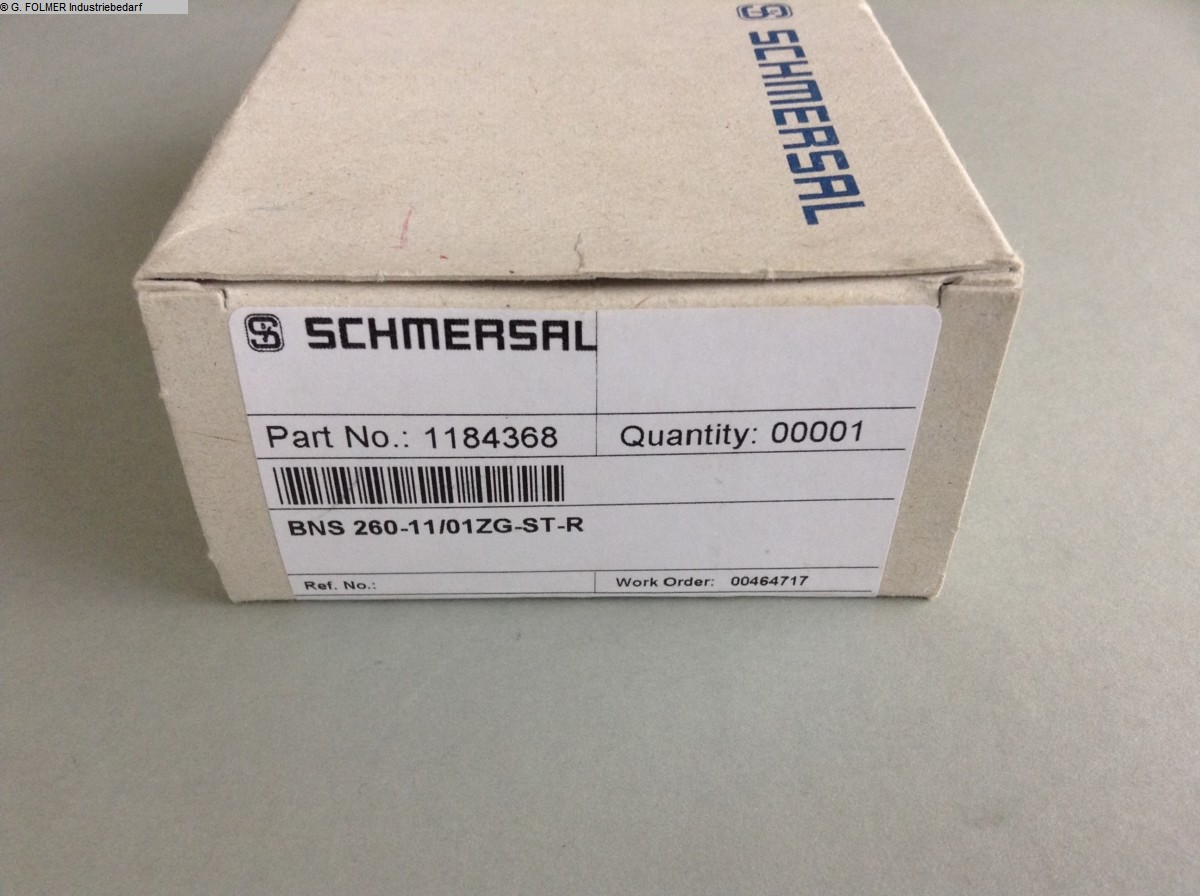 ® G. FOLMER Industriebedarf
SCHMERSAL
SCHMERSAL
Part No.: 1184368 Quantity: 00001
BNS 260-11/01ZG-ST-R
Ref. No.: Work Order: 00464717